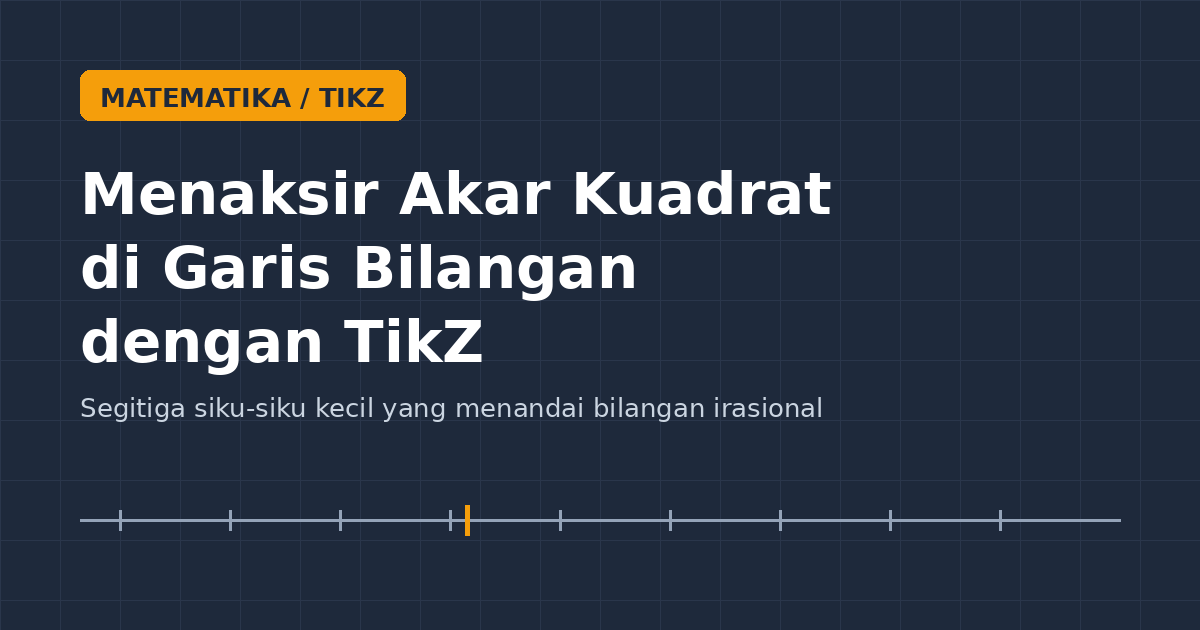 MATEMATIKA / TIKZ
Menaksir Akar Kuadrat
di Garis Bilangan
dengan TikZ
Segitiga siku-siku kecil yang menandai bilangan irasional